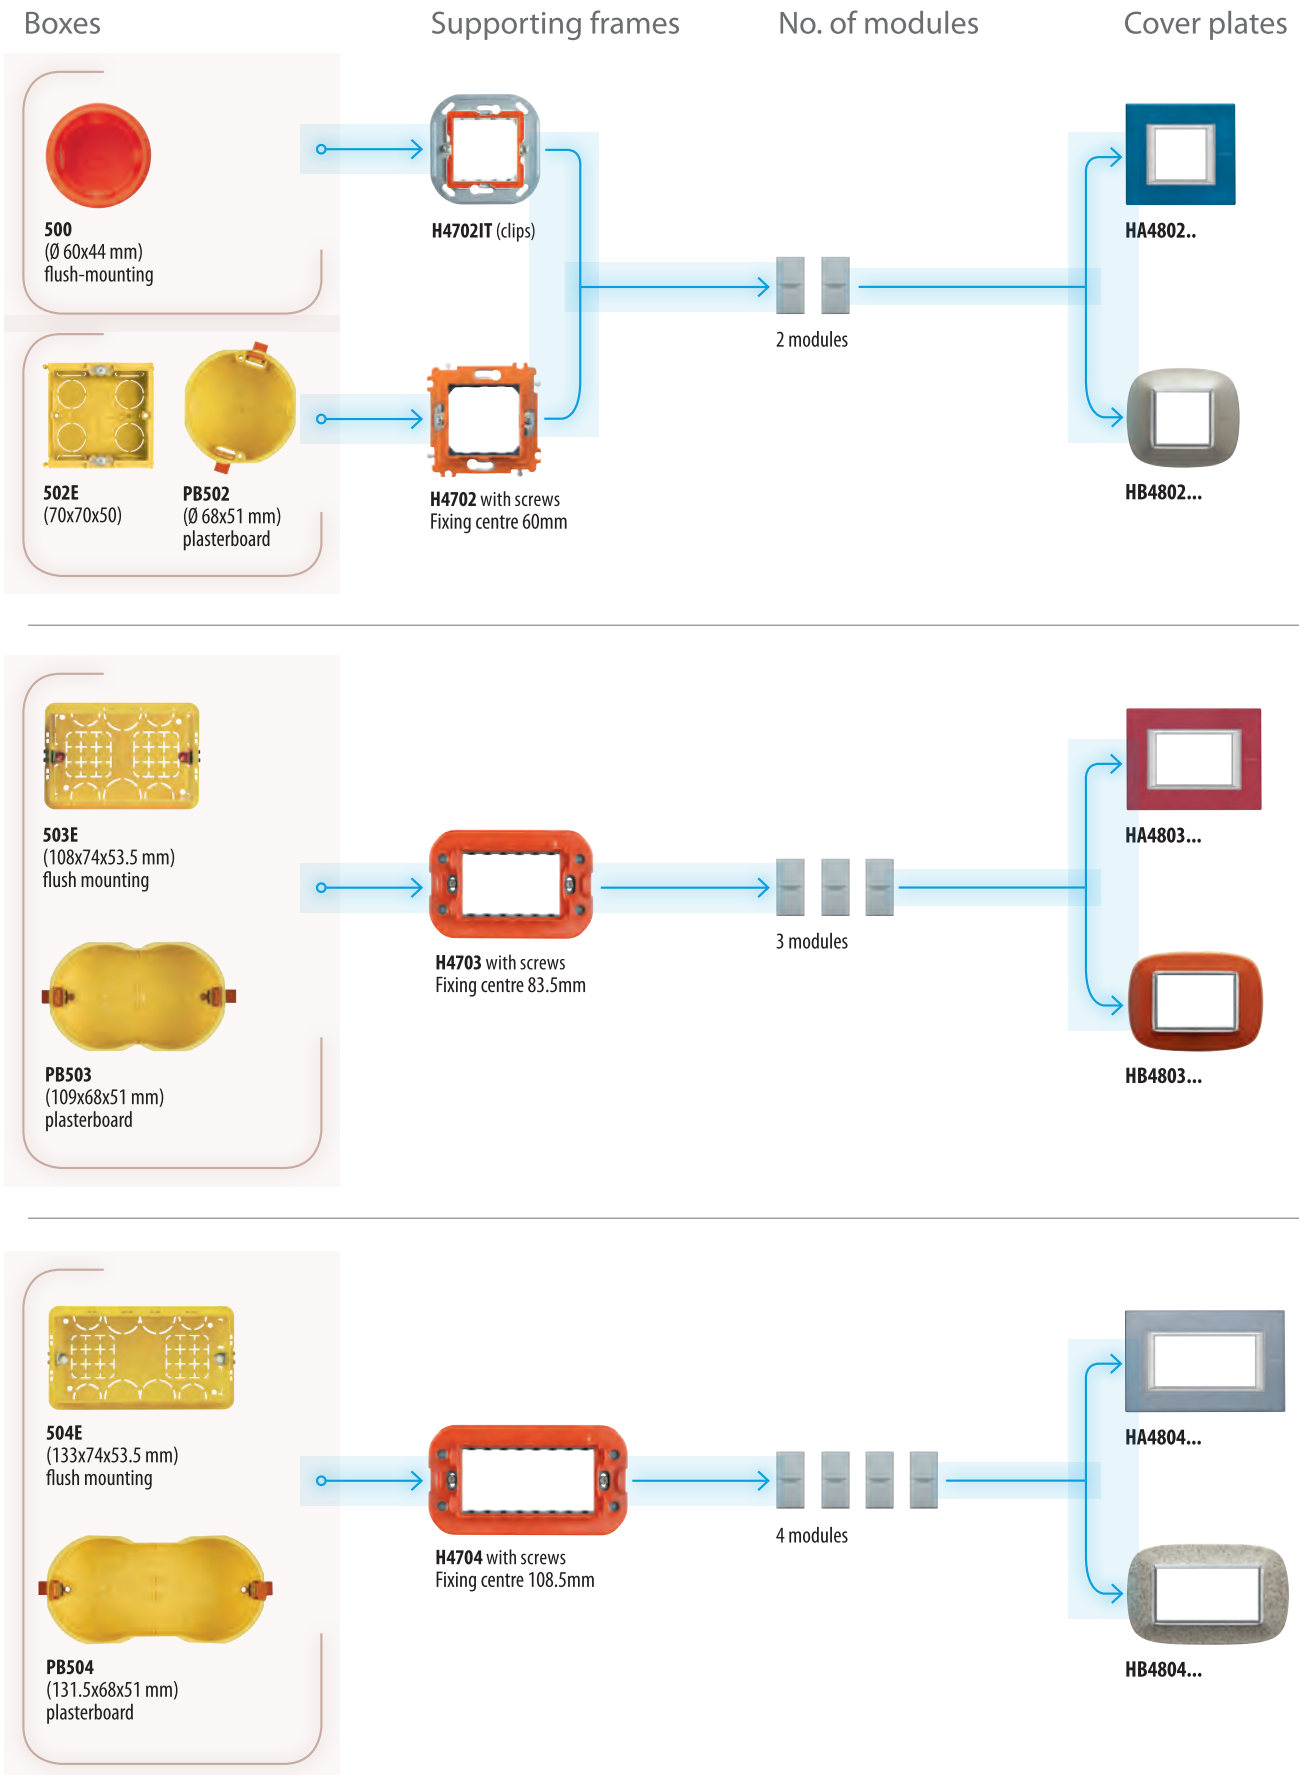 Boxes
Supporting frames
No. of modules
Cover plates
500
(Ø 60x44 mm)
flush-mounting
H4702IT (clips)
HA4802..
2 modules
502E
(70x70x50)
PB502
(Ø 68x51 mm)
plasterboard
H4702 with screws
Fixing centre 60mm
HB4802...
503E
(108x74x53.5 mm)
flush mounting
HA4803...
3 modules
H4703 with screws
Fixing centre 83.5mm
PB503
(109x68x51 mm)
plasterboard
HB4803...
504E
(133x74x53.5 mm)
flush mounting
HA4804...
4 modules
H4704 with screws
Fixing centre 108.5mm
PB504
(131.5x68x51 mm)
plasterboard
HB4804...